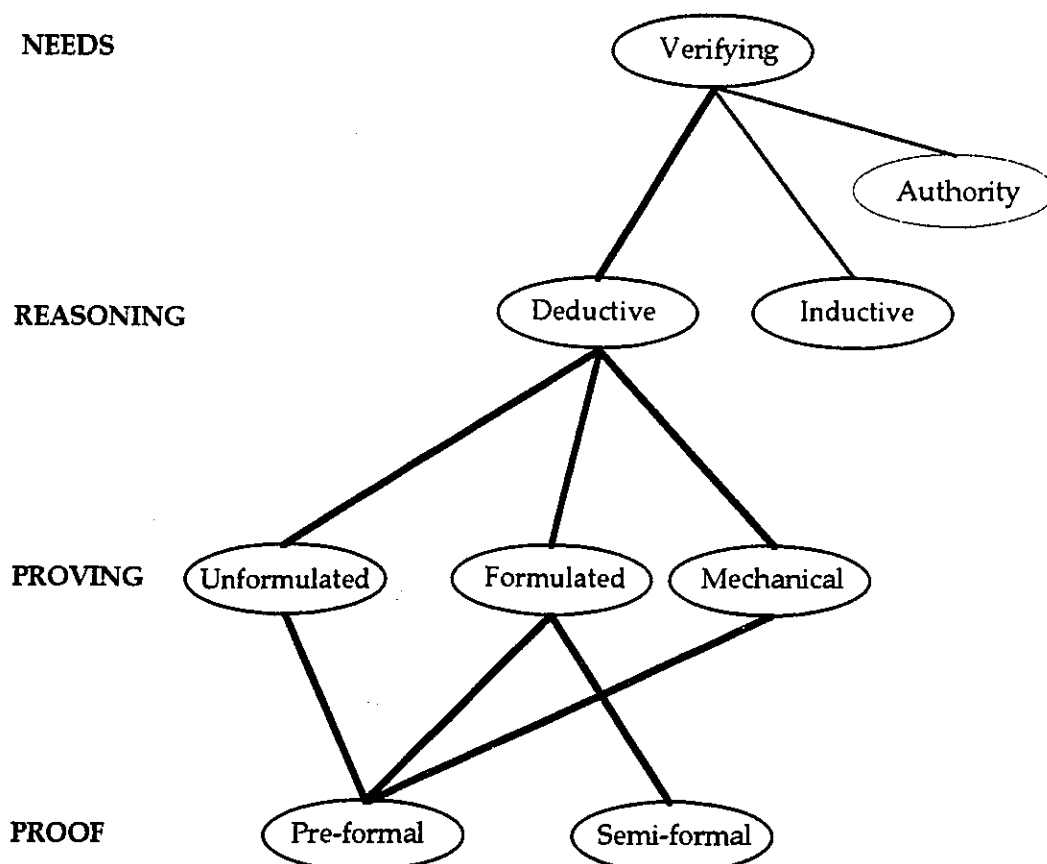 NEEDS
Verifying
Authority
REASONING
Deductive
Inductive
PROVING
Unformulated
Formulated
Mechanical
PROOF
Pre-formal
Semi-formal